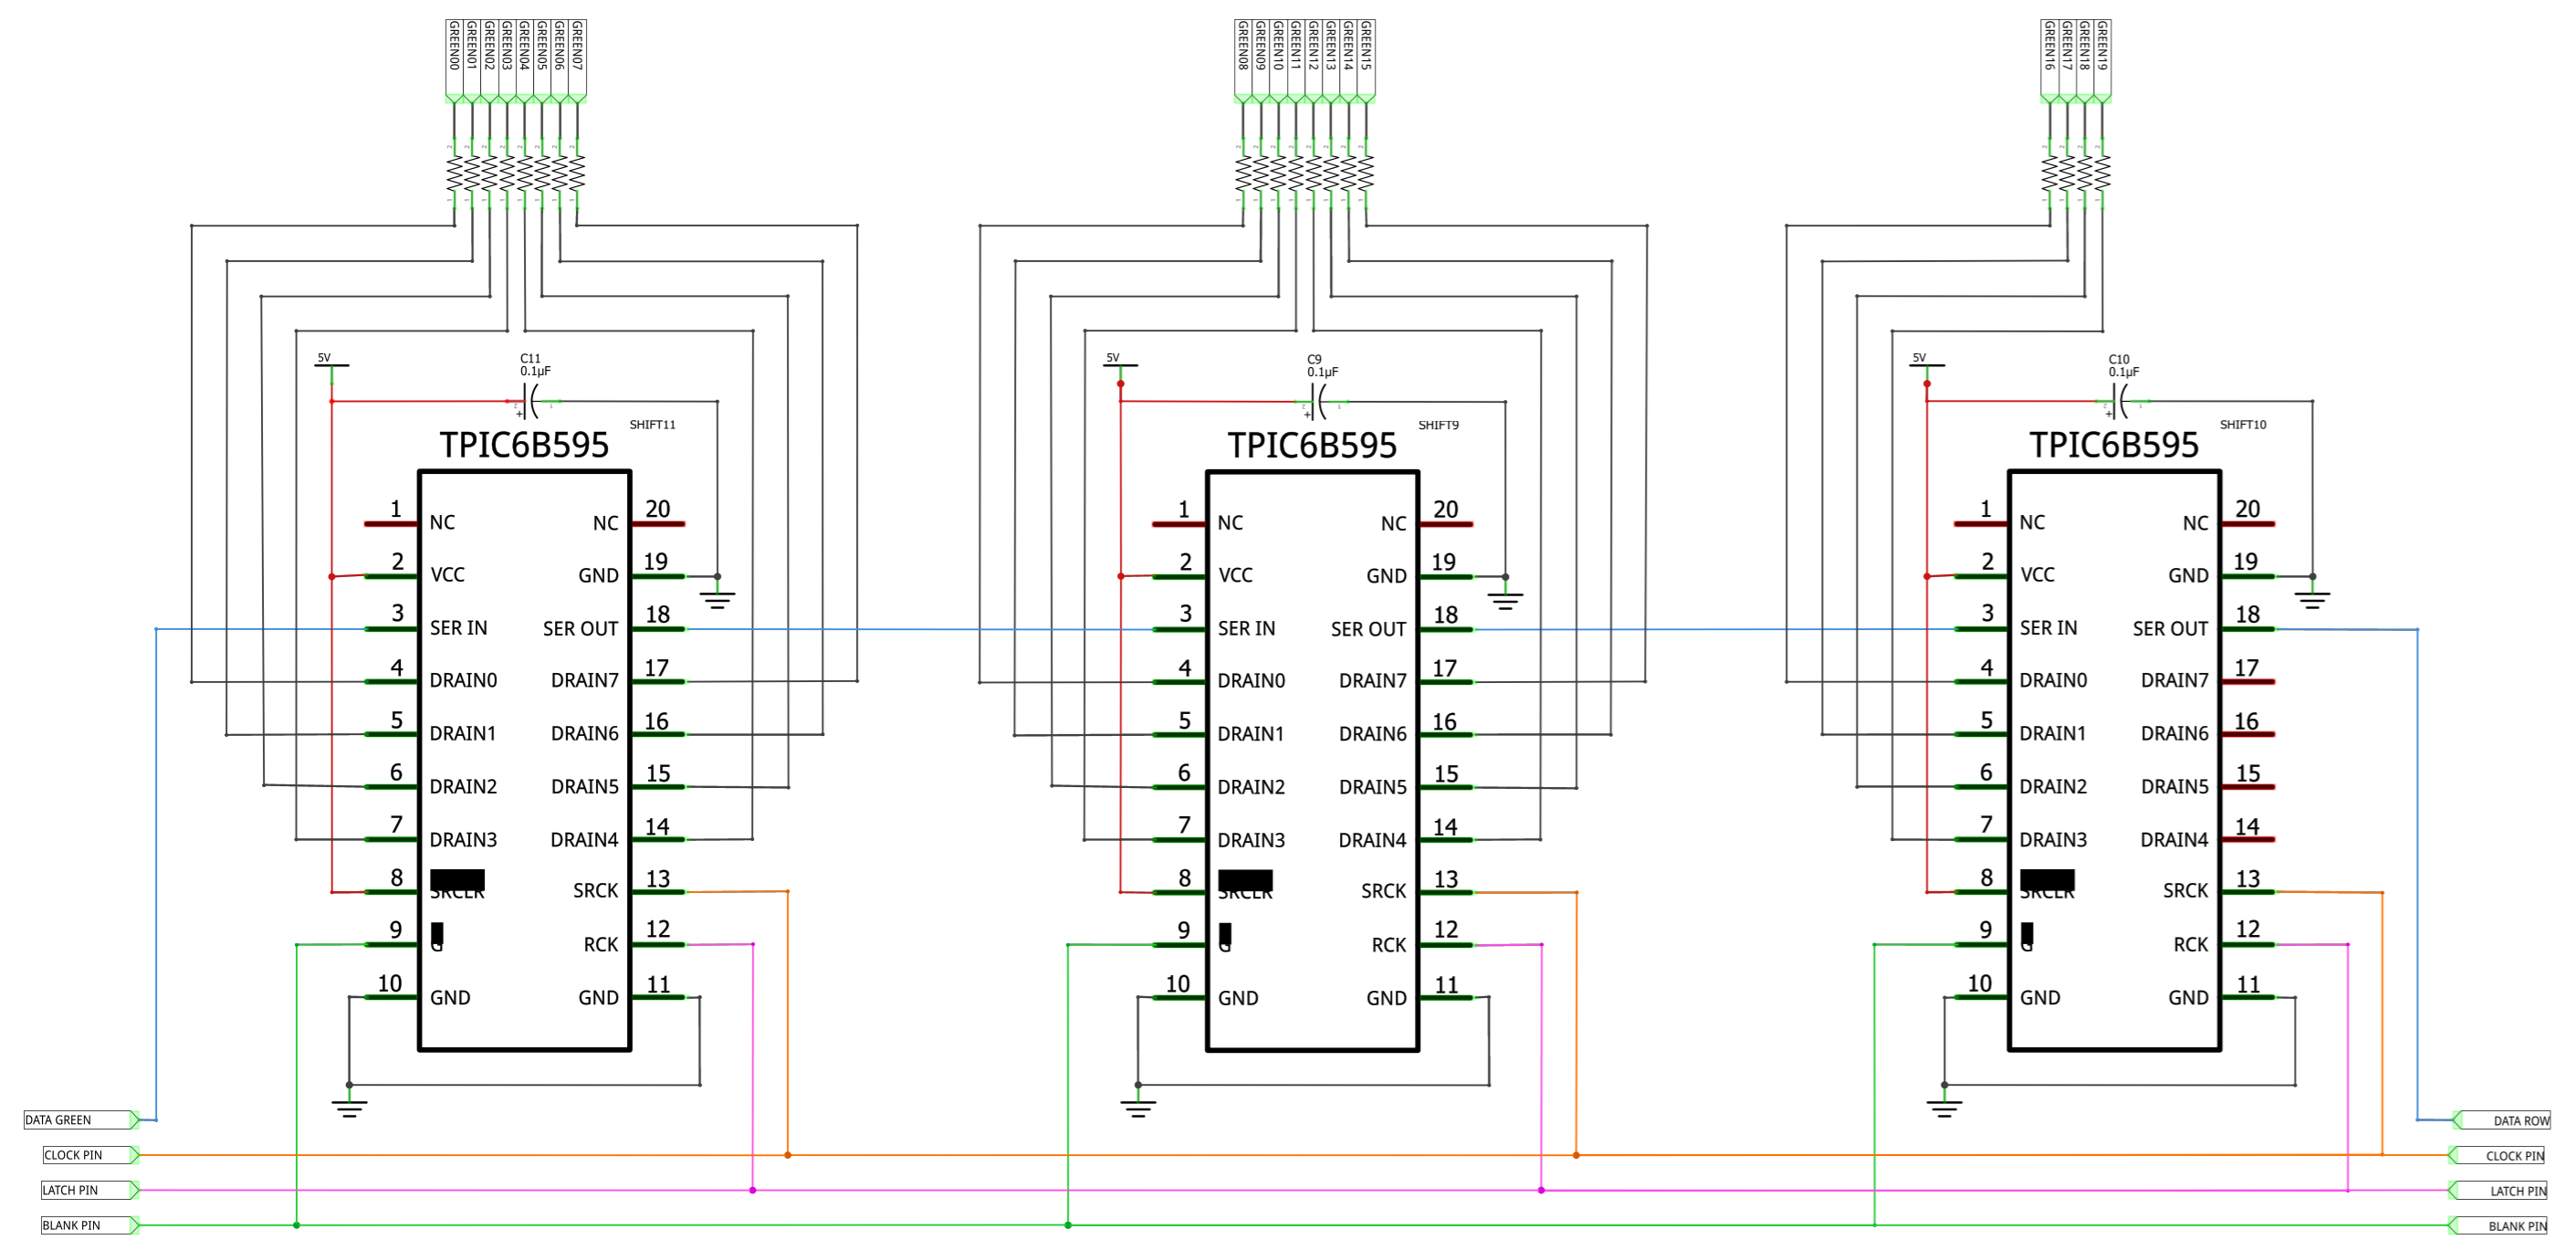 GREEN00
GREEN01
GREEN02
GREEN03
GREEN04
GREEN05
GREEN06
GREEN07
GREEN08
GREEN09
GREEN10
GREEN11
GREEN12
GREEN13
GREEN14
GREEN15
GREEN16
GREEN17
GREEN18
GREEN19
5V
C11
0.1µF
+
SHIFT11
TPIC6B595
1 NC NC 20
2 VCC GND 19
3 SER IN SER OUT 18
4 DRAIN0 DRAIN7 17
5 DRAIN1 DRAIN6 16
6 DRAIN2 DRAIN5 15
7 DRAIN3 DRAIN4 14
8 SRCLR SRCK 13
9 G RCK 12
10 GND GND 11
5V
C9
0.1µF
+
SHIFT9
TPIC6B595
1 NC NC 20
2 VCC GND 19
3 SER IN SER OUT 18
4 DRAIN0 DRAIN7 17
5 DRAIN1 DRAIN6 16
6 DRAIN2 DRAIN5 15
7 DRAIN3 DRAIN4 14
8 SRCLR SRCK 13
9 G RCK 12
10 GND GND 11
5V
C10
0.1µF
+
SHIFT10
TPIC6B595
1 NC NC 20
2 VCC GND 19
3 SER IN SER OUT 18
4 DRAIN0 DRAIN7 17
5 DRAIN1 DRAIN6 16
6 DRAIN2 DRAIN5 15
7 DRAIN3 DRAIN4 14
8 SRCLR SRCK 13
9 G RCK 12
10 GND GND 11
DATA GREEN
CLOCK PIN
LATCH PIN
BLANK PIN
DATA ROW
CLOCK PIN
LATCH PIN
BLANK PIN